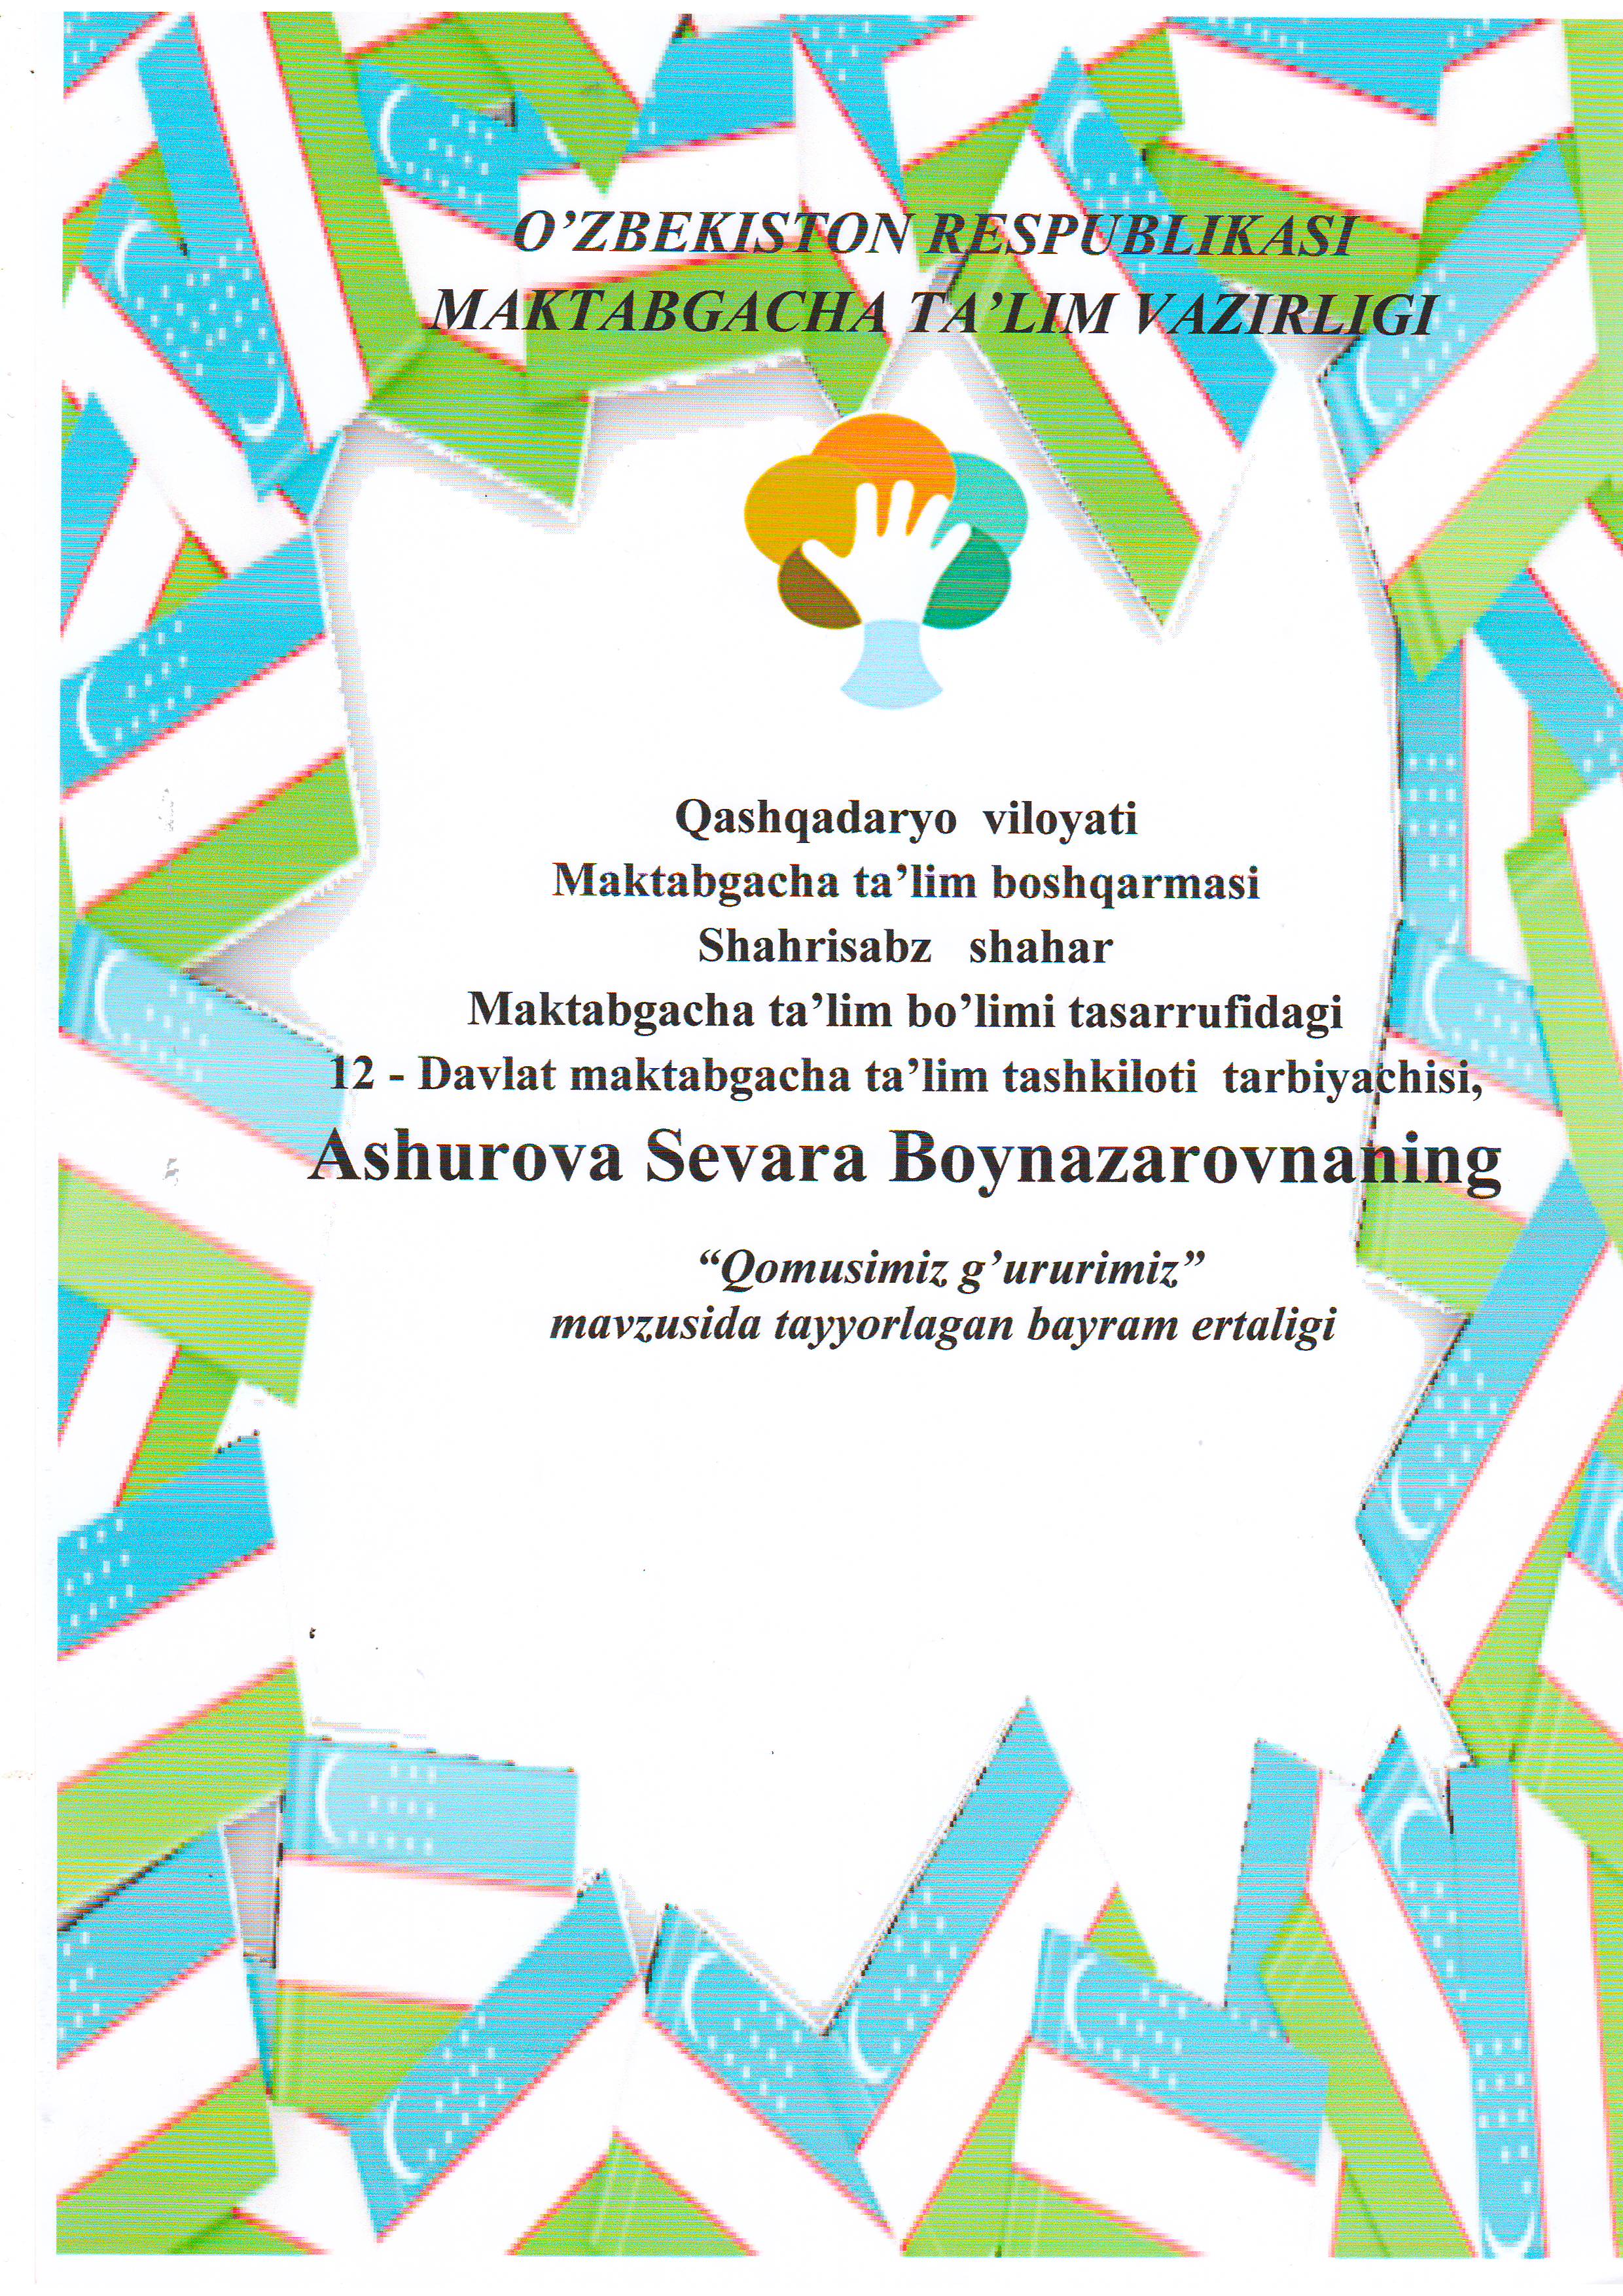 O’ZBEKISTON RESPUBLIKASI
MAKTABGACHA TA’LIM VAZIRLIGI
Qashqadaryo viloyati
Maktabgacha ta’lim boshqarmasi
Shahrisabz shahar
Maktabgacha ta’lim bo’limi tasarrufidagi
12 - Davlat maktabgacha ta’lim tashkiloti tarbiyachisi,
Ashurova Sevara Boynazarovnaning
“Qomusimiz g’ururimiz”
mavzusida tayyorlagan bayram ertaligi